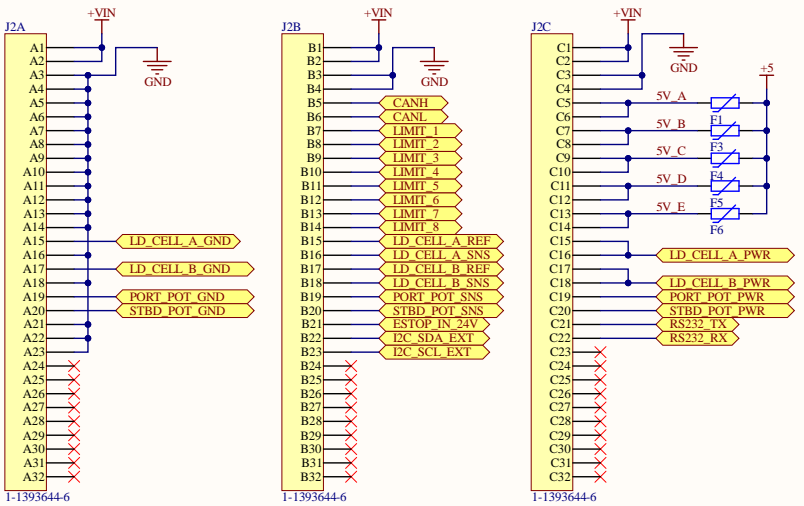 +VIN
J2A
A1
A2
A3
A4
A5
A6
A7
A8
A9
A10
A11
A12
A13
A14
A15
A16
A17
A18
A19
A20
A21
A22
A23
A24
A25
A26
A27
A28
A29
A30
A31
A32
GND
LD_CELL_A_GND
LD_CELL_B_GND
PORT_POT_GND
STBD_POT_GND
1-1393644-6
+VIN
J2B
B1
B2
B3
B4
B5
B6
B7
B8
B9
B10
B11
B12
B13
B14
B15
B16
B17
B18
B19
B20
B21
B22
B23
B24
B25
B26
B27
B28
B29
B30
B31
B32
GND
CANH
CANL
LIMIT_1
LIMIT_2
LIMIT_3
LIMIT_4
LIMIT_5
LIMIT_6
LIMIT_7
LIMIT_8
LD_CELL_A_REF
LD_CELL_A_SNS
LD_CELL_B_REF
LD_CELL_B_SNS
PORT_POT_SNS
STBD_POT_SNS
ESTOP_IN_24V
I2C_SDA_EXT
I2C_SCL_EXT
1-1393644-6
+VIN
J2C
C1
C2
C3
C4
C5
C6
C7
C8
C9
C10
C11
C12
C13
C14
C15
C16
C17
C18
C19
C20
C21
C22
C23
C24
C25
C26
C27
C28
C29
C30
C31
C32
GND
+5
5V_A
F1
5V_B
F3
5V_C
F4
5V_D
F5
5V_E
F6
LD_CELL_A_PWR
LD_CELL_B_PWR
PORT_POT_PWR
STBD_POT_PWR
RS232_TX
RS232_RX
1-1393644-6